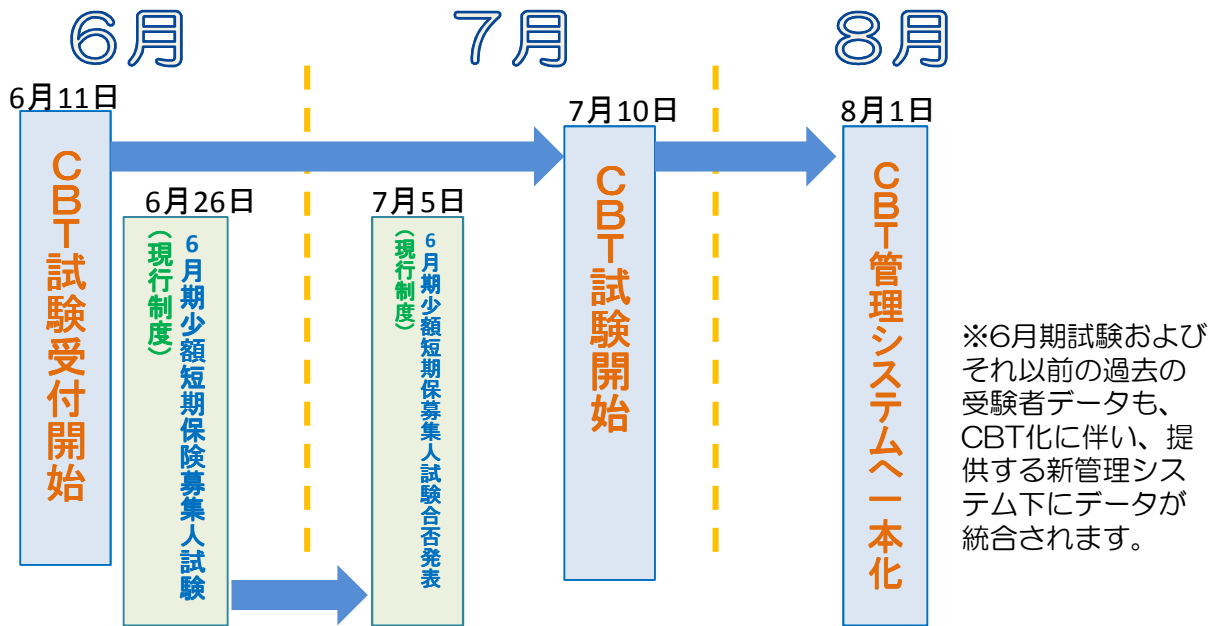 6月
7月
8月
6月11日
CBT試験受付開始
6月26日
6月期少額短期保険募集人試験
（現行制度）
7月5日
6月期少額短期保募集人試験合否発表
（現行制度）
7月10日
CBT試験開始
8月1日
CBT管理システムへ一本化
※6月期試験および
それ以前の過去の
受験者データも、
CBT化に伴い、提
供する新管理シス
テム下にデータが
統合されます。